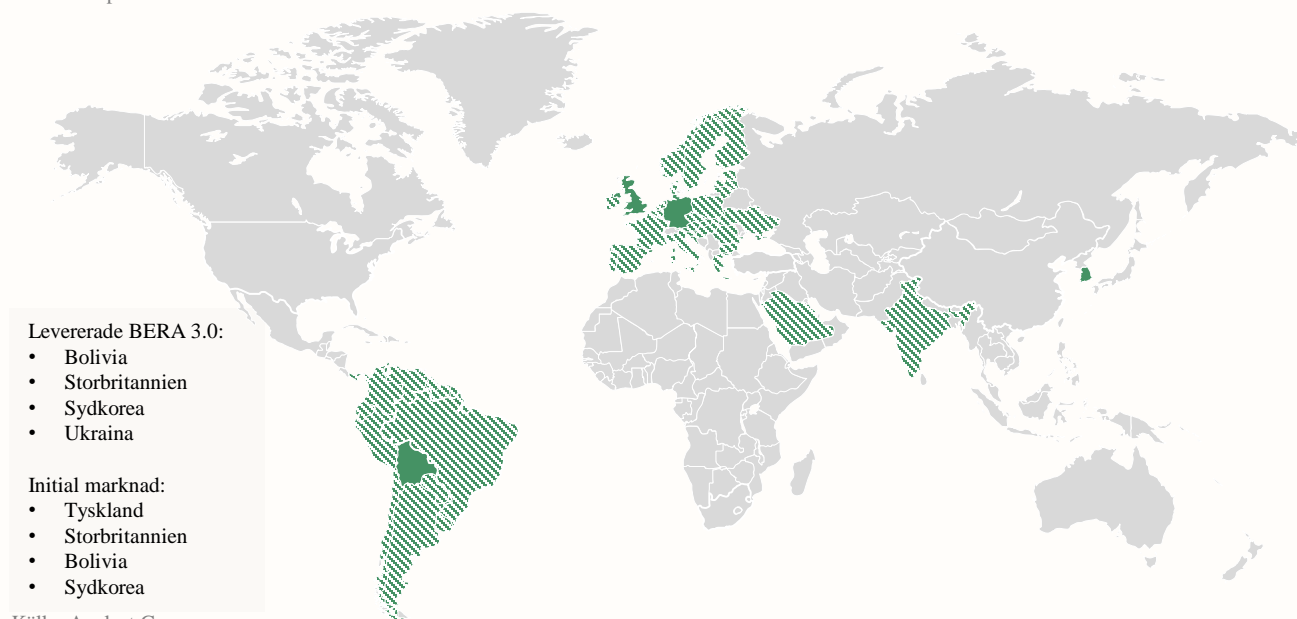 Levererade BERA 3.0:
• Bolivia
• Storbritannien
• Sydkorea
• Ukraina
Initial marknad:
• Tyskland
• Storbritannien
• Bolivia
• Sydkorea